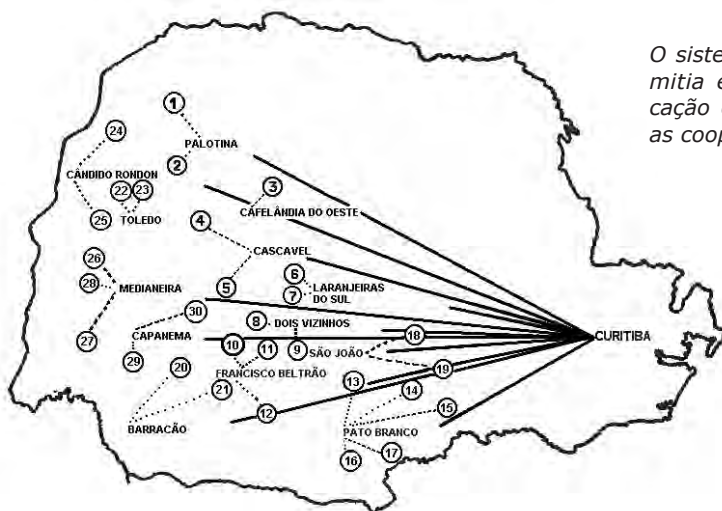 O siste
mitia e
cação
as coop
1
24
PALOTINA
2
CÂNDIDO RONDON
22
23
3
25
TOLEDO
4
CAFELÂNDIA DO OESTE
CASCAVEL
26
6
28
MEDIANEIRA
5
7
LARANJEIRAS
DO SUL
30
8
DOIS VIZINHOS
18
27
CAPANEMA
10
11
9
SÃO JOÃO
CURITIBA
29
20
FRANCISCO BELTRÃO
19
21
13
14
12
15
BARRACÃO
PATO BRANCO
16
17